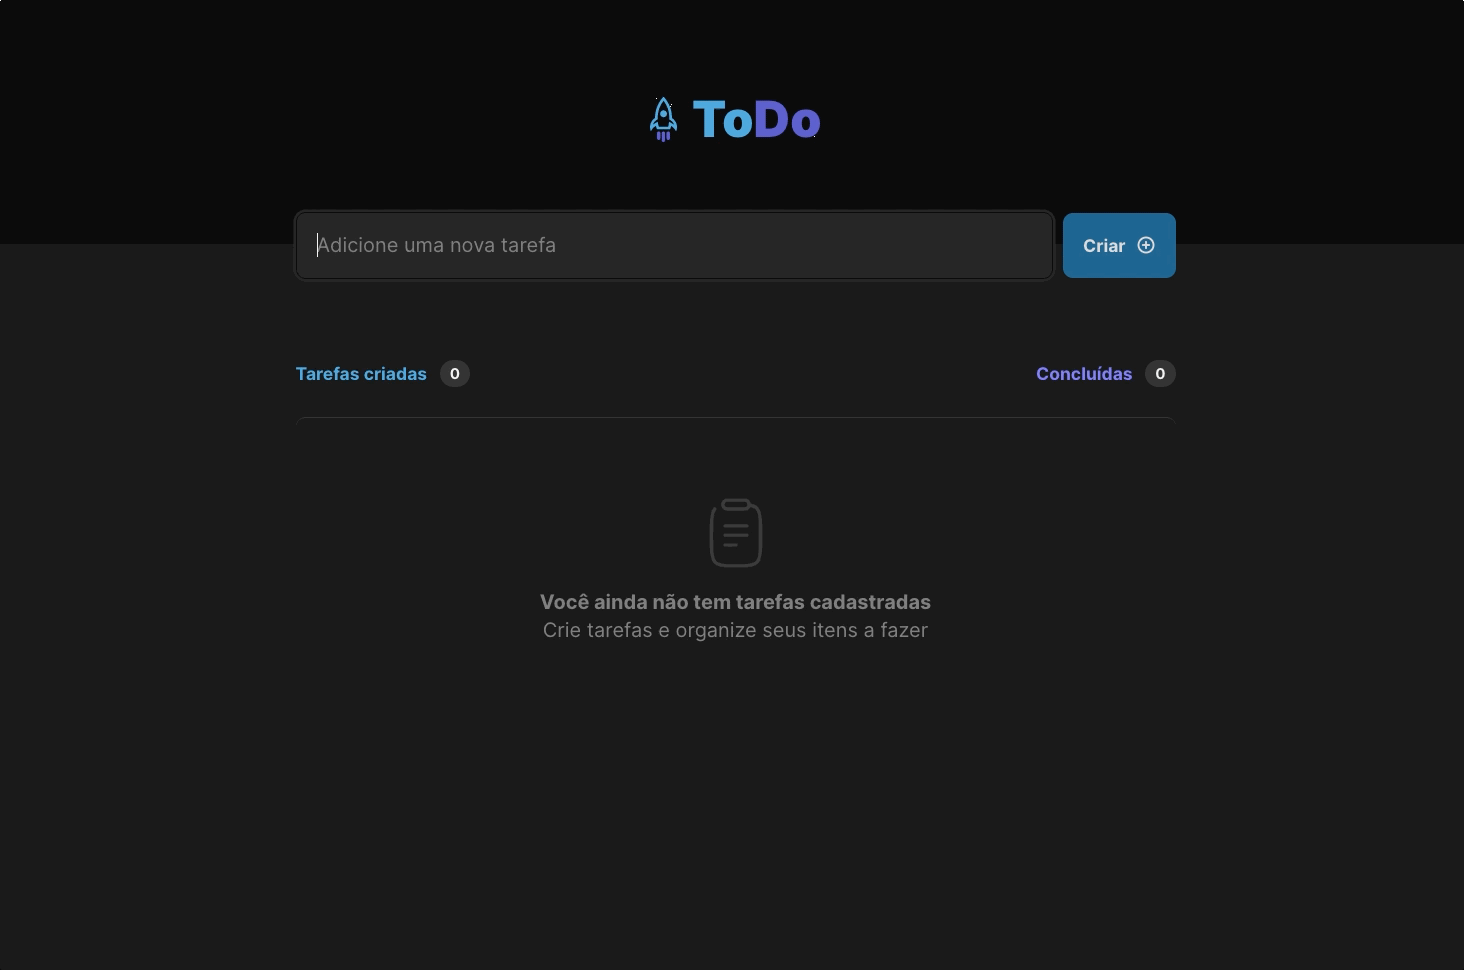 ToDo
Adicione uma nova tarefa
Criar
Tarefas criadas 0
Concluídas 0
Você ainda não tem tarefas cadastradas
Crie tarefas e organize seus itens a fazer